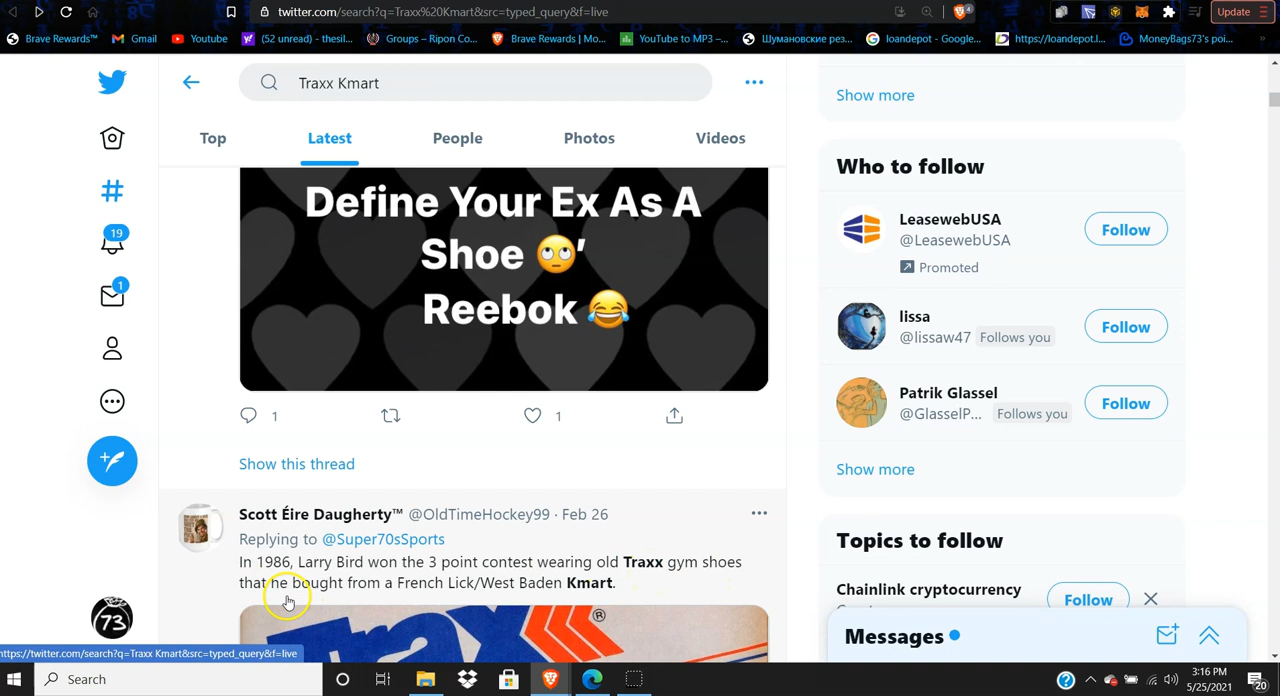 twitter.com/search?q=Traxx%20Kmart&src=typed_query&f=live
4
Update
Brave Rewards™
Gmail
Youtube
(52 unread) - thesil...
Groups – Ripon Co...
Brave Rewards | Mo...
YouTube to MP3 –...
Шумановские рез...
loandepot - Google...
https://loandepot.l...
MoneyBags73's poi...
Traxx Kmart
Top
Latest
People
Photos
Videos
19
1
73
Define Your Ex As A
Shoe 🙄’
Reebok 😂
1
1
Show this thread
Scott Éire Daugherty™ @OldTimeHockey99 · Feb 26
Replying to @Super70sSports
In 1986, Larry Bird won the 3 point contest wearing old Traxx gym shoes
that he bought from a French Lick/West Baden Kmart.
®
Show more
Who to follow
LeasewebUSA
@LeasewebUSA
Promoted
Follow
lissa
@lissaw47 Follows you
Follow
Patrik Glassel
@GlasselP... Follows you
Follow
Show more
Topics to follow
Chainlink cryptocurrency
Follow
Messages
https://twitter.com/search?q=Traxx Kmart&src=typed_query&f=live
Search
3:16 PM
5/25/2021
20